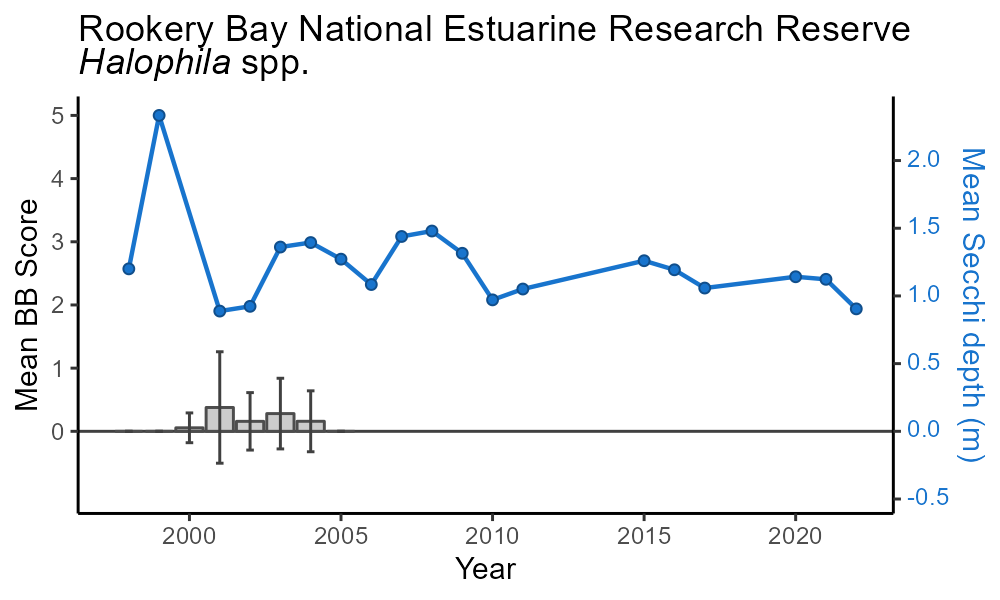 Rookery Bay National Estuarine Research Reserve
Halophila spp.
5
4
3
2
1
0
Mean BB Score
2.0
1.5
1.0
0.5
0.0
-0.5
Mean Secchi depth (m)
2000 2005 2010 2015 2020
Year